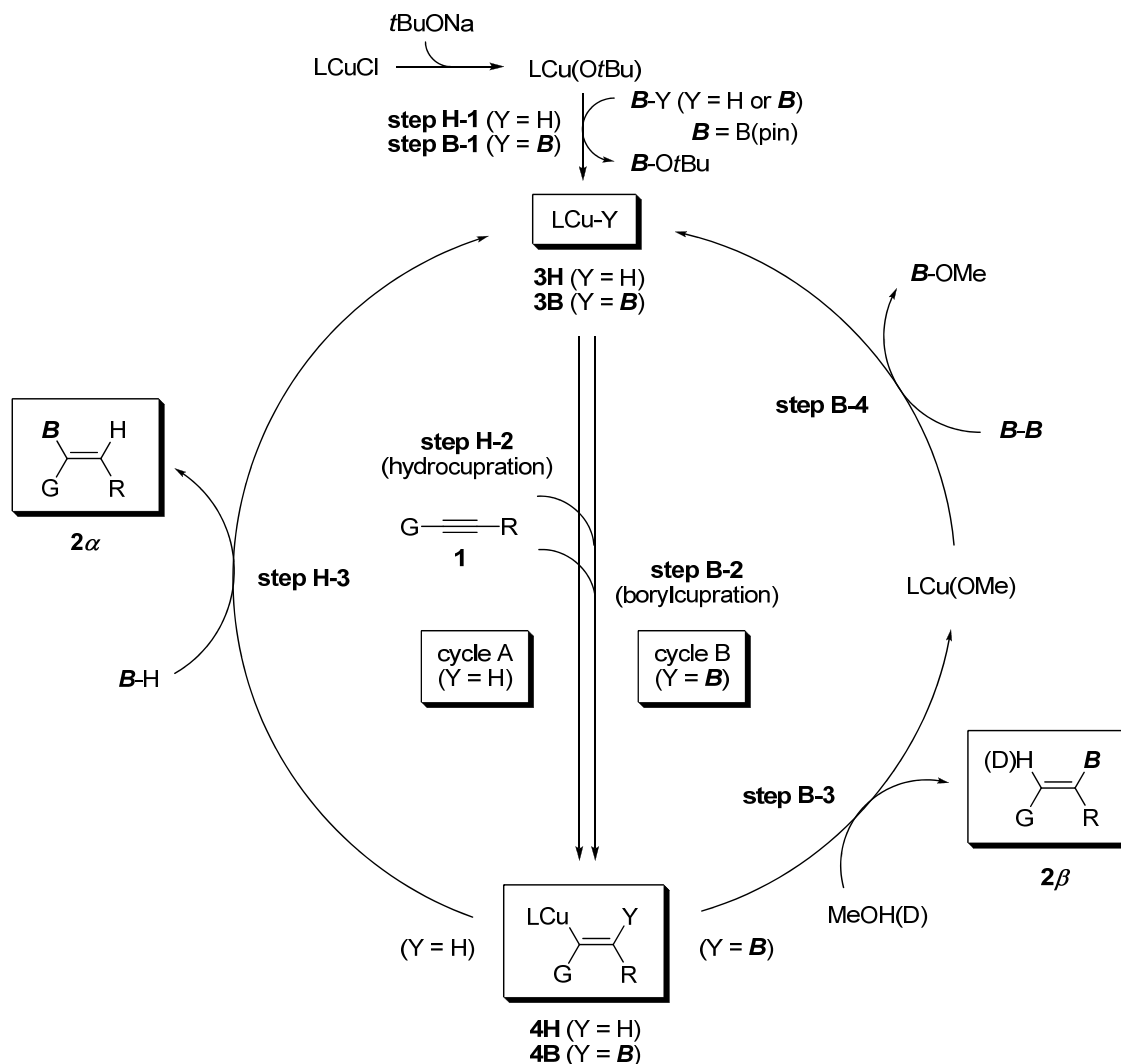 tBuONa
LCuCl
LCu(OtBu)
B-Y (Y = H or B)
B = B(pin)
step H-1 (Y = H)
step B-1 (Y = B)
B-OtBu
LCu-Y
3H (Y = H)
3B (Y = B)
B-OMe
step B-4
B-B
B
H
G
R
2α
step H-2
(hydrocupration)
G
R
1
step H-3
step B-2
(borylcupration)
LCu(OMe)
cycle A
(Y = H)
cycle B
(Y = B)
B-H
(D)H
B
G
R
2β
step B-3
MeOH(D)
LCu
Y
G
R
(Y = H)
(Y = B)
4H (Y = H)
4B (Y = B)